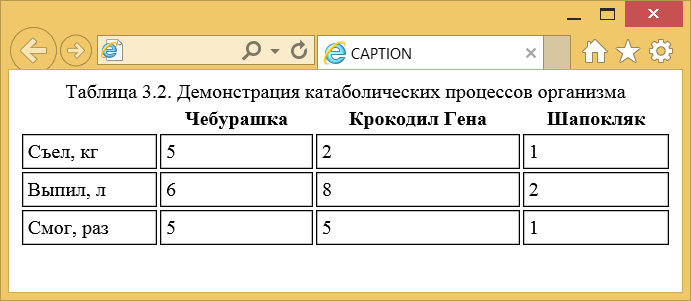 CAPTION
Таблица 3.2. Демонстрация катаболических процессов организма
Чебурашка Крокодил Гена Шапокляк
Съел, кг 5 2 1
Выпил, л 6 8 2
Смог, раз 5 5 1